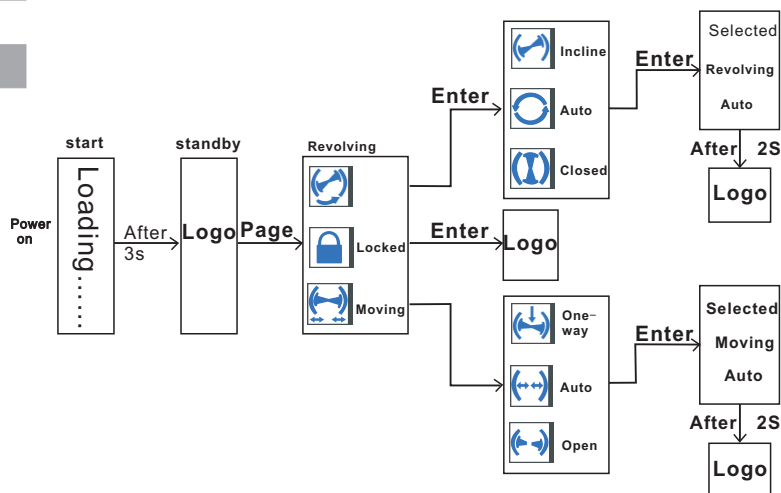 Power
on
start
Loading.......
After
3s
standby
Logo
Page
Revolving
Locked
Moving
Enter
Incline
Auto
Closed
Enter
Selected
Revolving
Auto
After 2S
Logo
Enter
Logo
One-
way
Auto
Open
Enter
Selected
Moving
Auto
After 2S
Logo